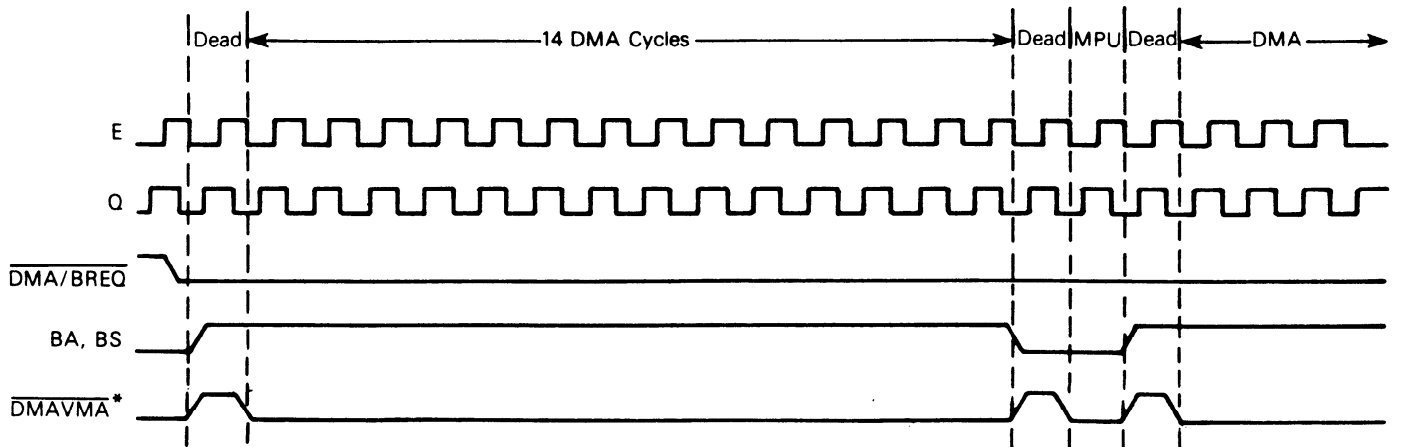 Dead 14 DMA Cycles Dead MPU Dead DMA
E
Q
DMA/BREQ
BA, BS
DMAVMA*